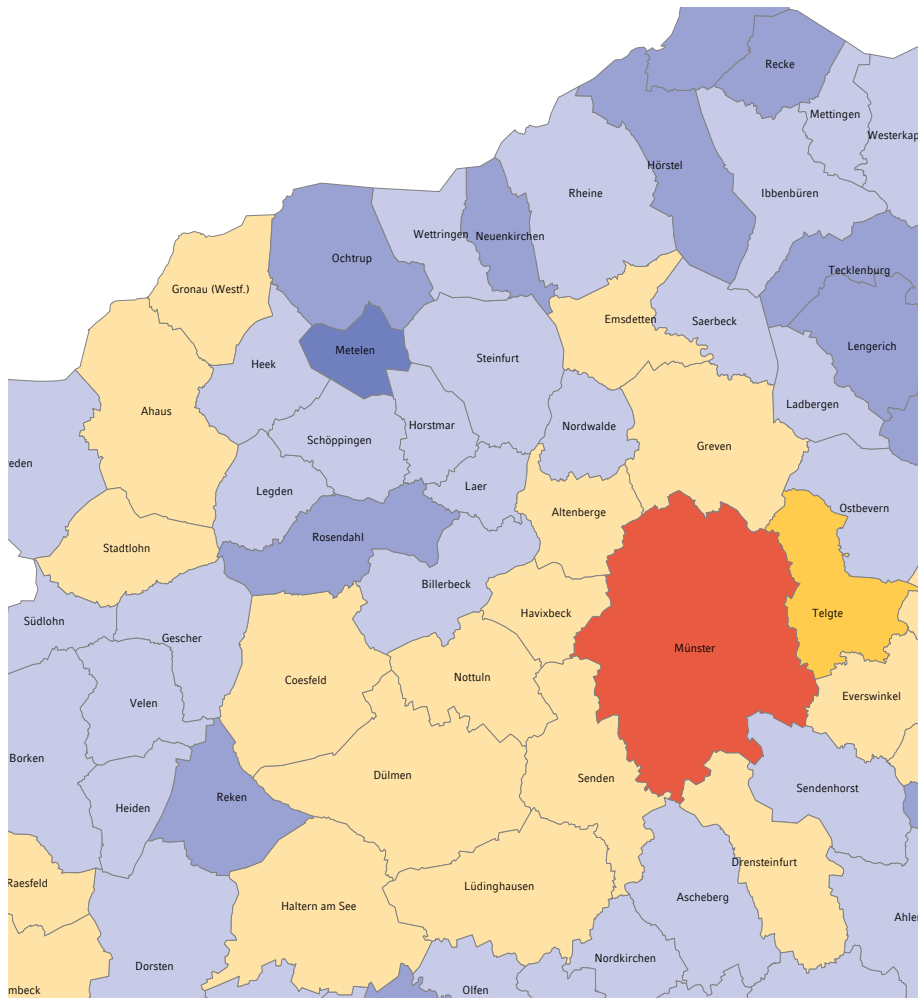 Recke
Mettingen
Westerkap
Hörstel
Rheine
Ibbenbüren
Wettringen
Neuenkirchen
Ochtrup
Tecklenburg
Gronau (Westf.)
Emsdetten
Saerbeck
Lengerich
Metelen
Steinfurt
Heek
Ladbergen
Ahaus
Horstmar
Nordwalde
Schöppingen
Greven
reden
Laer
Legden
Ostbevern
Altenberge
Rosendahl
Stadtlohn
Billerbeck
Havixbeck
Telgte
Südlohn
Gescher
Münster
Coesfeld
Nottuln
Everswinkel
Velen
Borken
Dülmen
Senden
Sendenhorst
Reken
Heiden
Drensteinfurt
Raesfeld
Lüdinghausen
Ascheberg
Haltern am See
Ahle
Nordkirchen
Dorsten
Olfen
mbeck